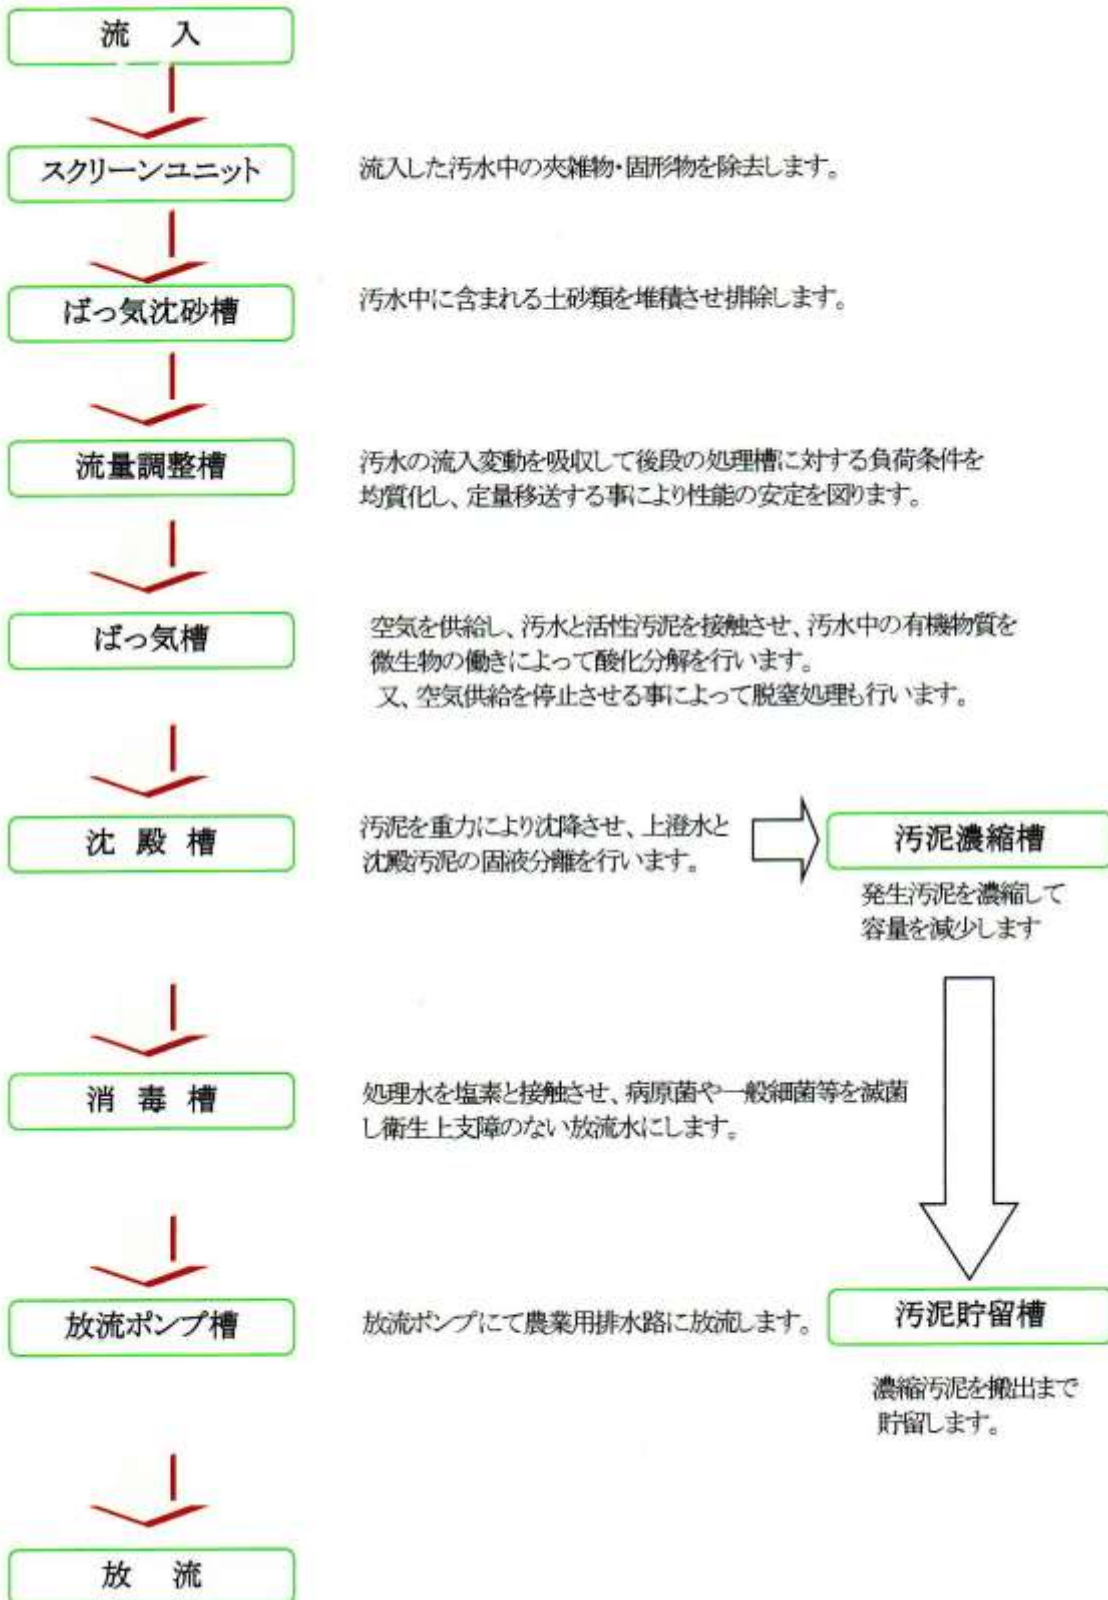 流 入
スクリーンユニット
流入した汚水中の夾雑物・固形物を除去します。
ばっ気沈砂槽
汚水中に含まれる土砂類を堆積させ排除します。
流量調整槽
汚水の流入変動を吸収して後段の処理槽に対する負荷条件を
均質化し、定量移送する事により性能の安定を図ります。
ばっ気槽
空気を供給し、汚水と活性汚泥を接触させ、汚水中の有機物質を
微生物の働きによって酸化分解を行います。
又、空気供給を停止させる事によって脱窒処理も行います。
沈 殿 槽
汚泥を重力により沈降させ、上澄水と
沈殿汚泥の固液分離を行います。
汚泥濃縮槽
発生汚泥を濃縮して
容量を減少します
消 毒 槽
処理水を塩素と接触させ、病原菌や一般細菌等を滅菌
し衛生上支障のない放流水にします。
放流ポンプ槽
放流ポンプにて農業用排水路に放流します。
汚泥貯留槽
濃縮汚泥を搬出まで
貯留します。
放 流